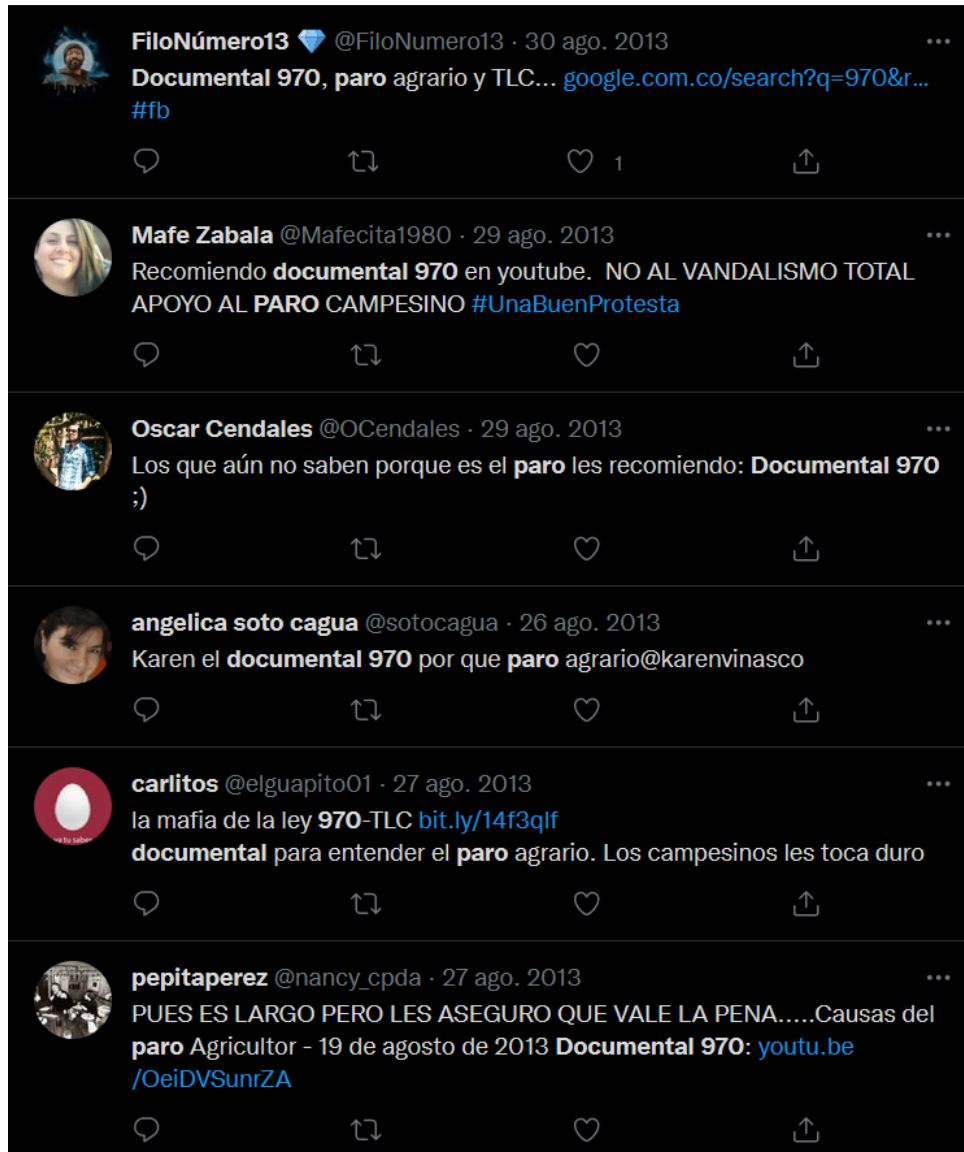 FiloNúmero13 💎 @FiloNumero13 · 30 ago. 2013
Documental 970, paro agrario y TLC... google.com.co/search?q=970&r...
#fb
1
Mafe Zabala @Mafecita1980 · 29 ago. 2013
Recomiendo documental 970 en youtube. NO AL VANDALISMO TOTAL
APOYO AL PARO CAMPESINO #UnaBuenProtesta
Oscar Cendales @OCendales · 29 ago. 2013
Los que aún no saben porque es el paro les recomiendo: Documental 970
;)
angelica soto cagua @sotocagua · 26 ago. 2013
Karen el documental 970 por que paro agrario@karenvinasco
carlitos @elguapito01 · 27 ago. 2013
la mafia de la ley 970-TLC bit.ly/14f3qlf
documental para entender el paro agrario. Los campesinos les toca duro
pepitaperez @nancy_cpda · 27 ago. 2013
PUES ES LARGO PERO LES ASEGURO QUE VALE LA PENA.....Causas del
paro Agricultor - 19 de agosto de 2013 Documental 970: youtu.be
/OeiDVSunrZA